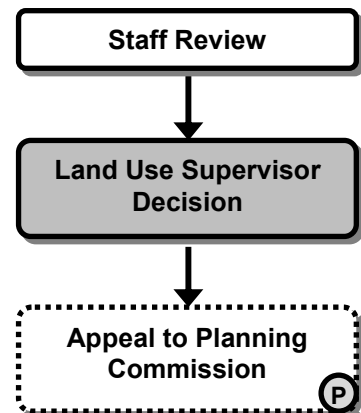 Staff Review
Land Use Supervisor
Decision
Appeal to Planning
Commission
P